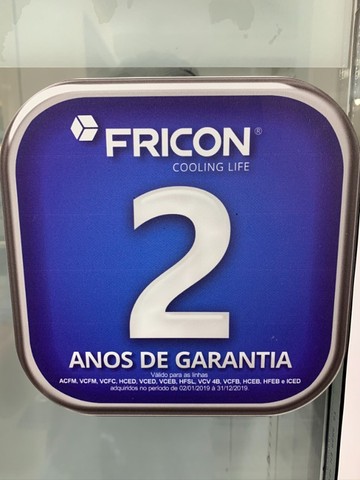 FRICON®
COOLING LIFE
2
ANOS DE GARANTIA
Válido para as linhas
ACFM, VCFM, VCFC, HCED, VCED, VCEB, HFSL, VCV 4B, VCFB, HCEB, HFEB e ICED
adquiridos no período de 02/01/2019 à 31/12/2019.